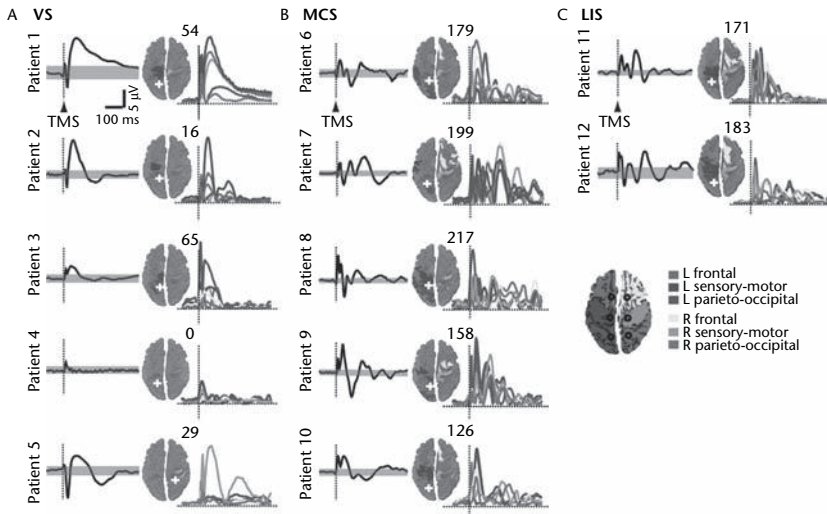 A VS
Patient 1
54
TMS
100 ms
5 µV
Patient 2
16
Patient 3
65
Patient 4
0
Patient 5
29
B MCS
Patient 6
179
TMS
Patient 7
199
Patient 8
217
Patient 9
158
Patient 10
126
C LIS
Patient 11
171
TMS
Patient 12
183
L frontal
L sensory-motor
L parieto-occipital
R frontal
R sensory-motor
R parieto-occipital